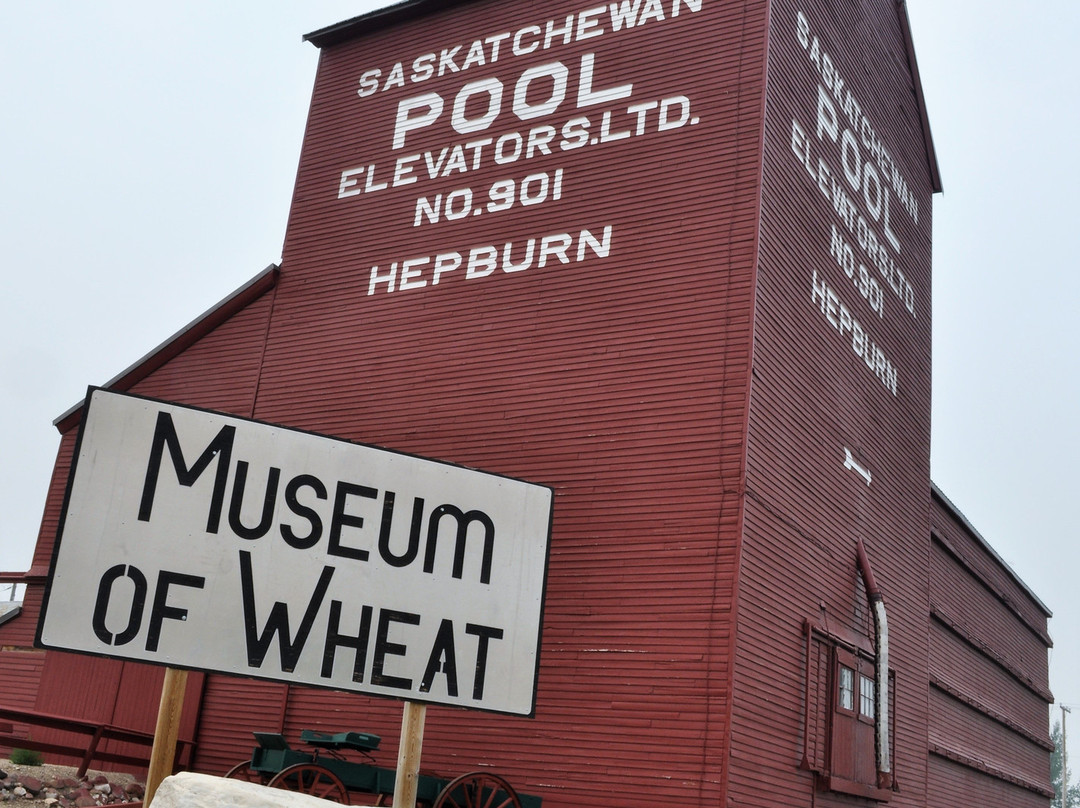 SASKATCHEWAN
POOL
ELEVATORS.LTD.
NO.901
HEPBURN
SASKATCHEWAN
POOL
ELEVATORS.LTD.
NO.901
HEPBURN
MUSEUM
OF WHEAT